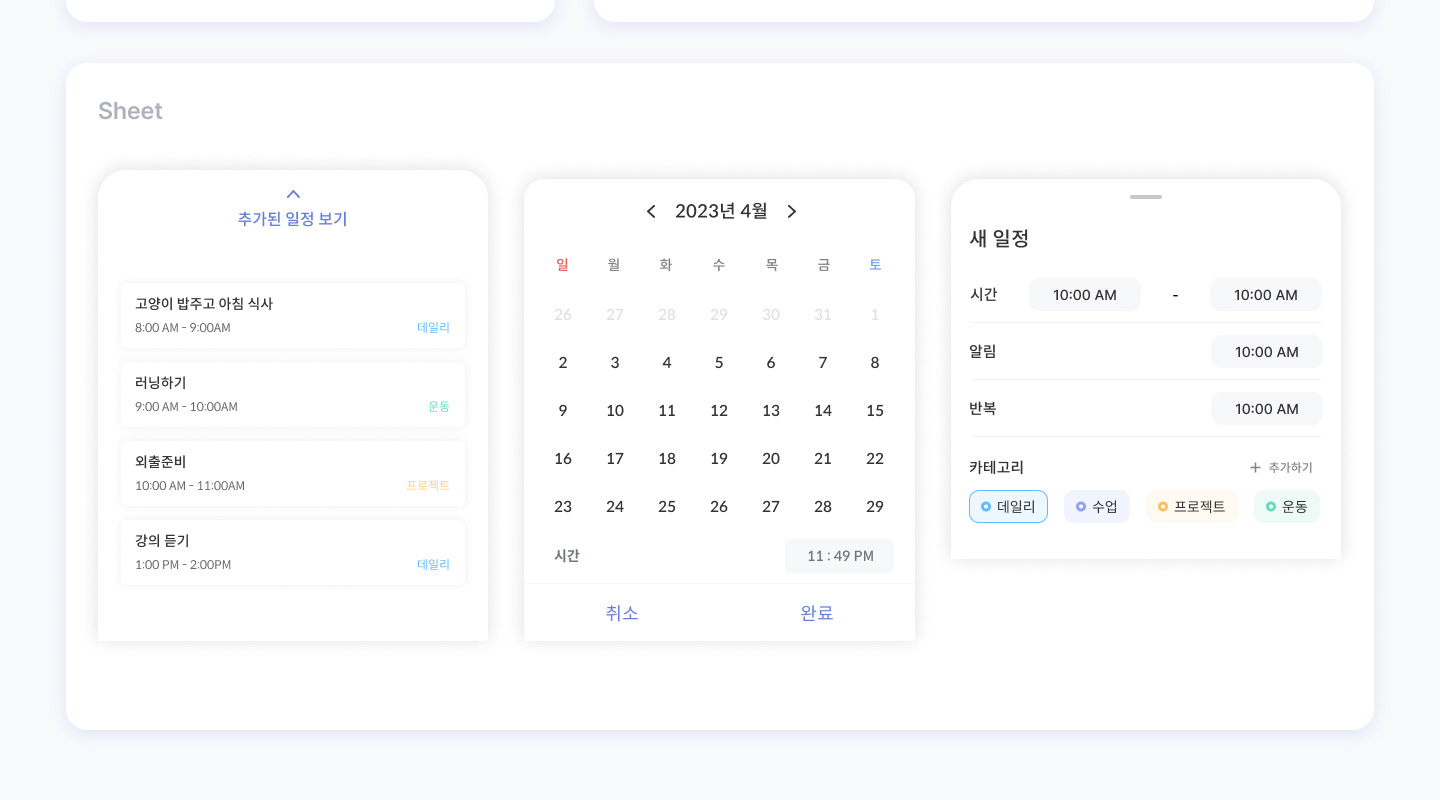 Sheet
추가된 일정 보기
고양이 밥주고 아침 식사
8:00 AM - 9:00AM 데일리
러닝하기
9:00 AM - 10:00AM 운동
외출준비
10:00 AM - 11:00AM 프로젝트
강의 듣기
1:00 PM - 2:00PM 데일리
2023년 4월
일 월 화 수 목 금 토
26 27 28 29 30 31 1
2 3 4 5 6 7 8
9 10 11 12 13 14 15
16 17 18 19 20 21 22
23 24 25 26 27 28 29
시간 11 : 49 PM
취소 완료
새 일정
시간 10:00 AM - 10:00 AM
알림 10:00 AM
반복 10:00 AM
카테고리 + 추가하기
데일리 수업 프로젝트 운동